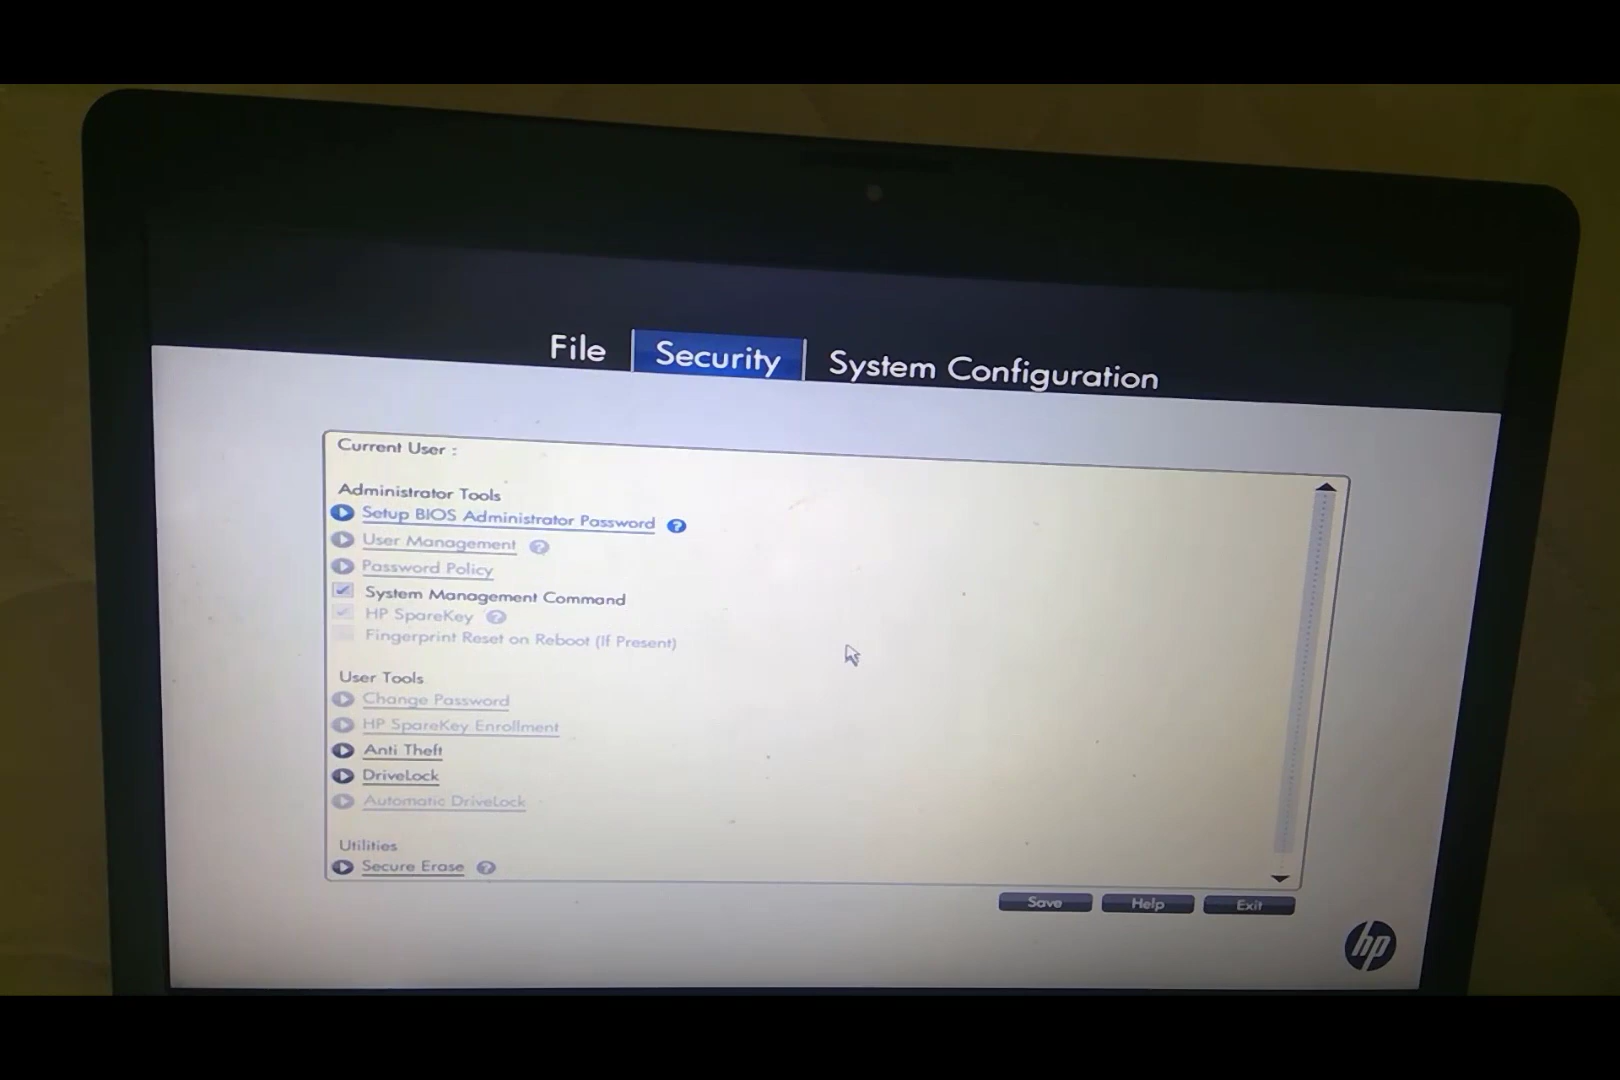 File Security System Configuration
Current User :
Administrator Tools
Setup BIOS Administrator Password ?
User Management ?
Password Policy
System Management Command
HP SpareKey ?
Fingerprint Reset on Reboot (If Present)
User Tools
Change Password
HP SpareKey Enrollment
Anti Theft
DriveLock
Automatic DriveLock
Utilities
Secure Erase ?
Save Help Exit
hp